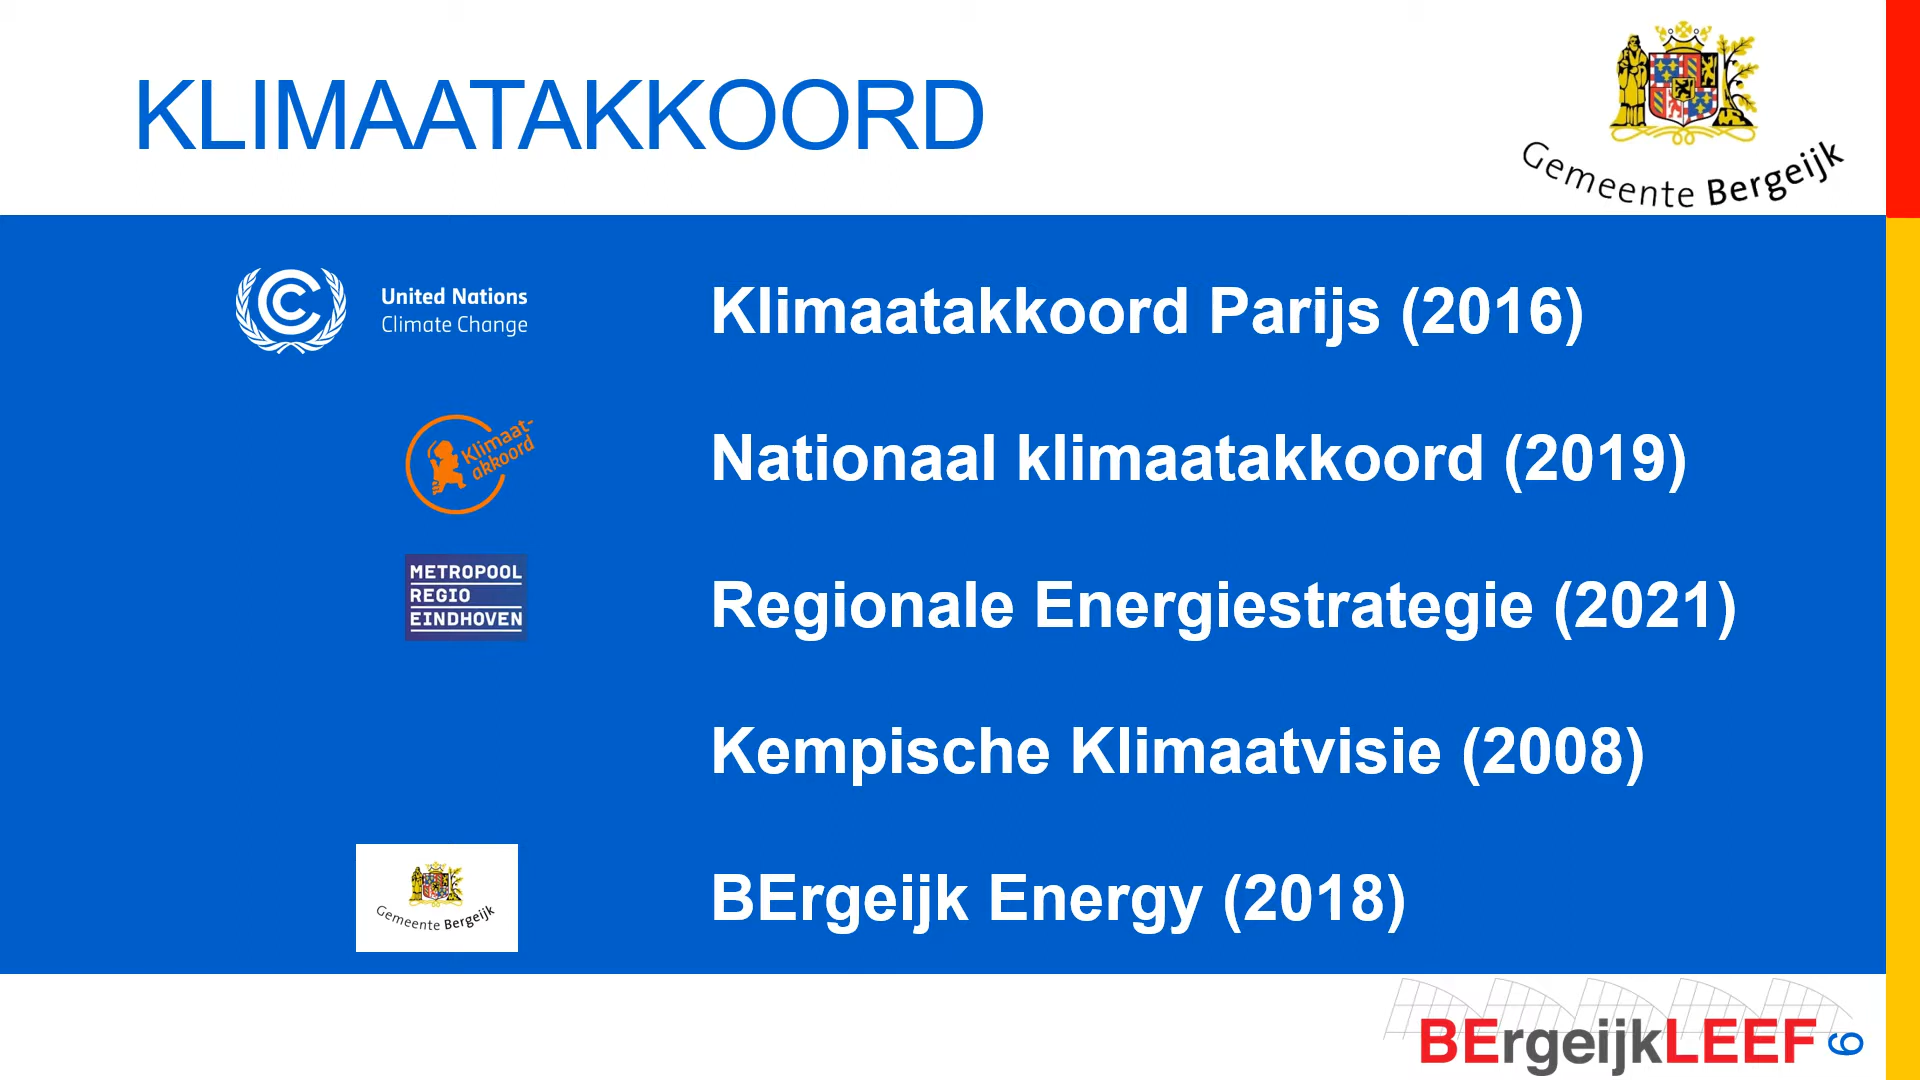 KLIMAATAKKOORD
Gemeente Bergeijk
United Nations
Climate Change
Klimaatakkoord Parijs (2016)
Klimaat-
akkoord
Nationaal klimaatakkoord (2019)
METROPOOL
REGIO
EINDHOVEN
Regionale Energiestrategie (2021)
Kempische Klimaatvisie (2008)
Gemeente Bergeijk
BErgeijk Energy (2018)
BErgeijkLEEF
6